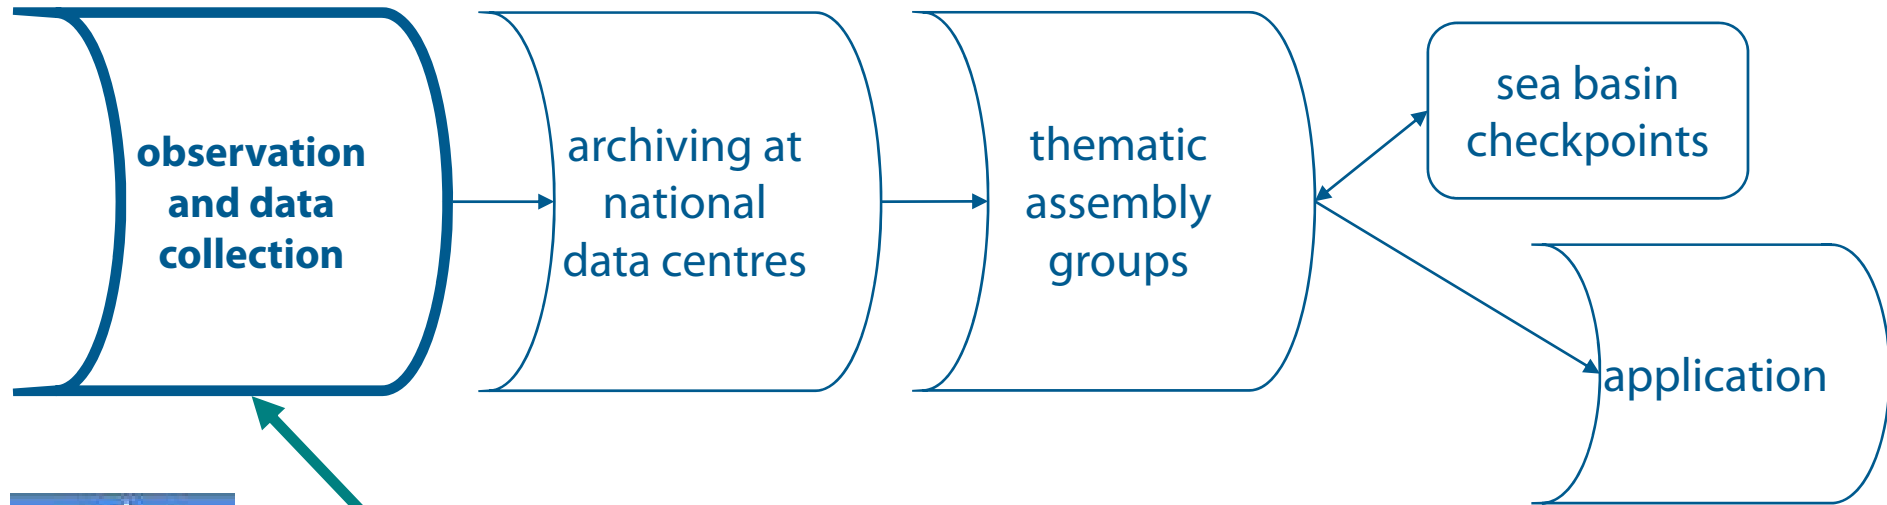 observation
and data
collection
archiving at
national
data centres
thematic
assembly
groups
sea basin
checkpoints
application